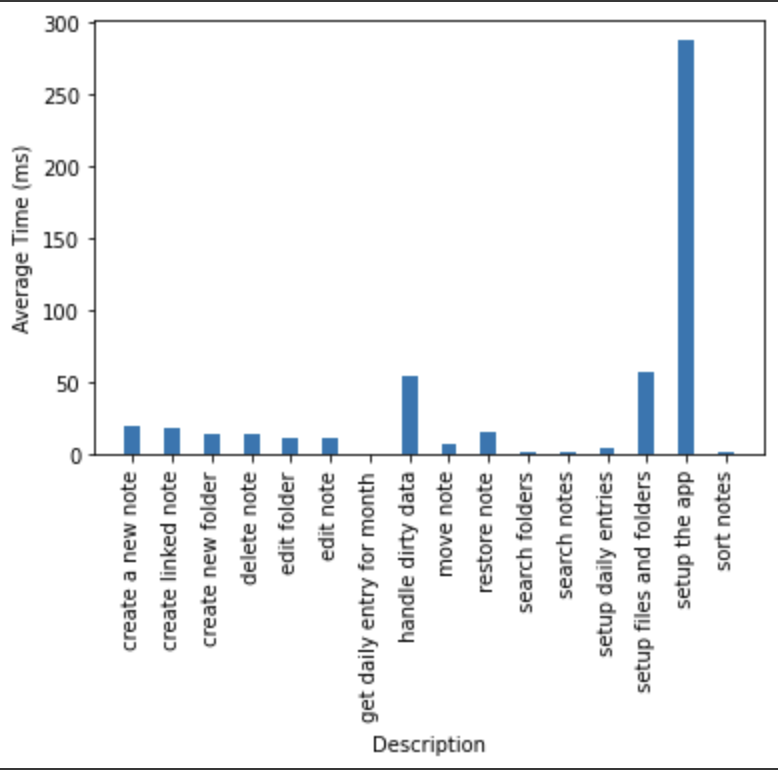 300
250
200
150
100
50
0
Average Time (ms)
create a new note
create linked note
create new folder
delete note
edit folder
edit note
get daily entry for month
handle dirty data
move note
restore note
search folders
search notes
setup daily entries
setup files and folders
setup the app
sort notes
Description